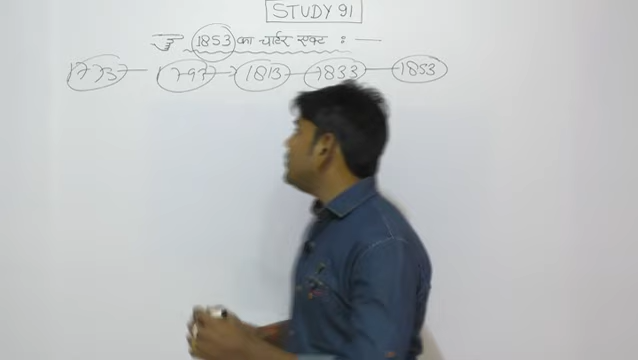 STUDY 91
☞ 1853 का चार्टर एक्ट : —
1773 — 1793 → 1813 → 1833 — 1853